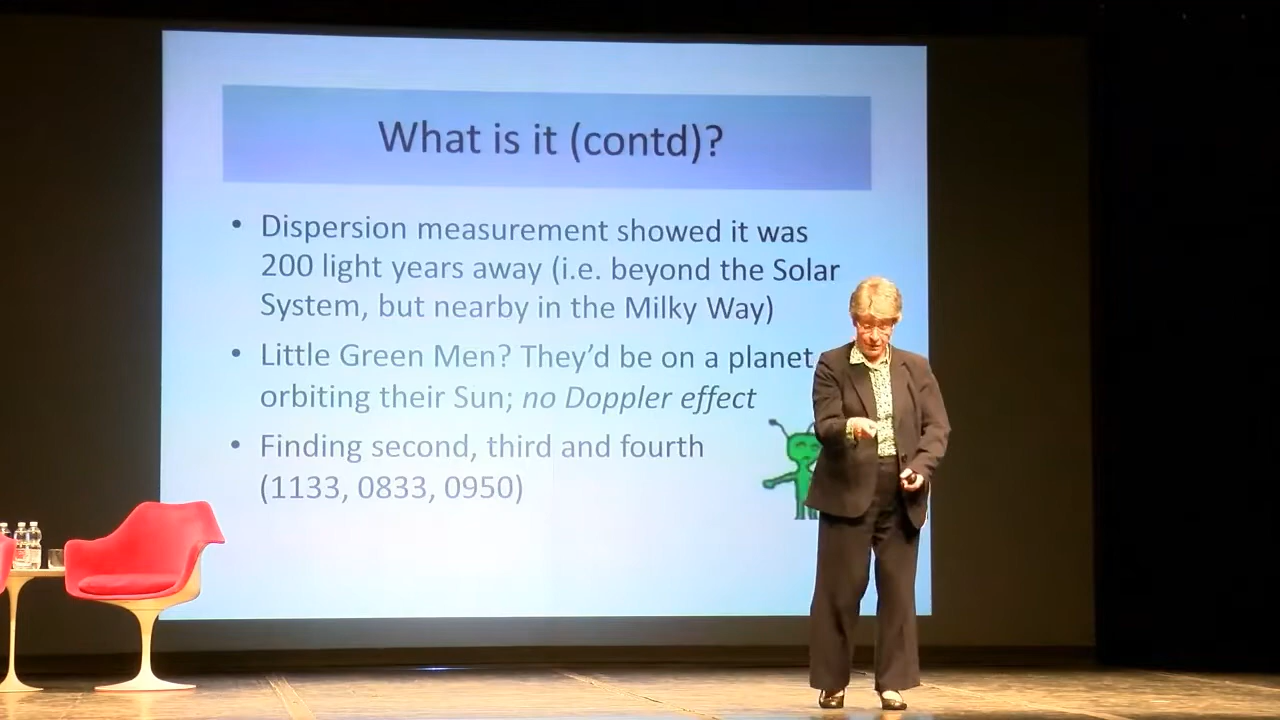 What is it (contd)?
• Dispersion measurement showed it was
200 light years away (i.e. beyond the Solar
System, but nearby in the Milky Way)
• Little Green Men? They’d be on a planet
orbiting their Sun; no Doppler effect
• Finding second, third and fourth
(1133, 0833, 0950)